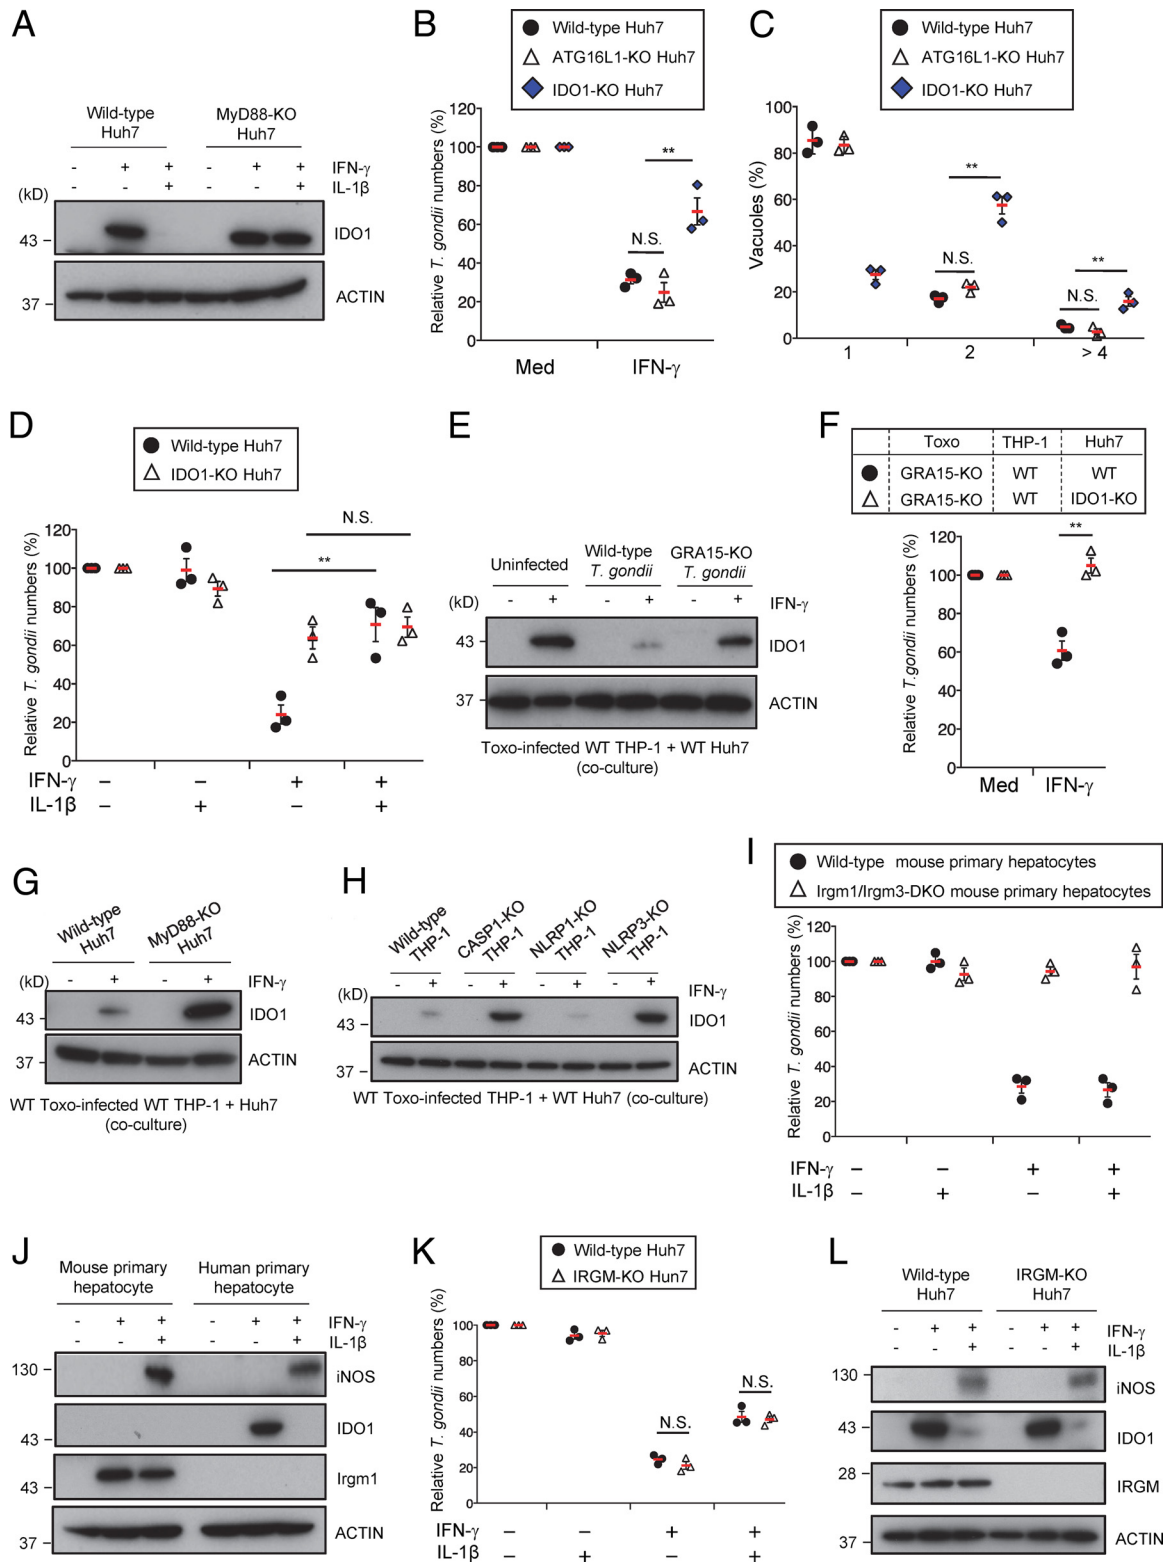 A
Wild-type
Huh7
MyD88-KO
Huh7
- + + - + + IFN-γ
- - + - - + IL-1β
(kD)
43
IDO1
37
ACTIN
B
Wild-type Huh7
ATG16L1-KO Huh7
IDO1-KO Huh7
Relative T. gondii numbers (%)
120
100
80
60
40
20
0
**
N.S.
Med IFN-γ
C
Wild-type Huh7
ATG16L1-KO Huh7
IDO1-KO Huh7
Vacuoles (%)
100
80
60
40
20
0
**
N.S.
**
N.S.
1 2 > 4
D
Wild-type Huh7
IDO1-KO Huh7
Relative T. gondii numbers (%)
120
100
80
60
40
20
0
N.S.
**
IFN-γ – – + +
IL-1β – + – +
E
Uninfected
Wild-type
T. gondii
GRA15-KO
T. gondii
(kD) - + - + - + IFN-γ
43
IDO1
37
ACTIN
Toxo-infected WT THP-1 + WT Huh7
(co-culture)
F
Toxo THP-1 Huh7
GRA15-KO WT WT
GRA15-KO WT IDO1-KO
Relative T.gondii numbers (%)
120
100
80
60
40
20
0
**
Med IFN-γ
G
Wild-type
Huh7
MyD88-KO
Huh7
(kD) - + - + IFN-γ
43
IDO1
37
ACTIN
WT Toxo-infected WT THP-1 + Huh7
(co-culture)
H
Wild-type
THP-1
CASP1-KO
THP-1
NLRP1-KO
THP-1
NLRP3-KO
THP-1
(kD) - + - + - + - + IFN-γ
43
IDO1
37
ACTIN
WT Toxo-infected THP-1 + WT Huh7 (co-culture)
I
Wild-type mouse primary hepatocytes
Irgm1/Irgm3-DKO mouse primary hepatocytes
Relative T. gondii numbers (%)
120
100
80
60
40
20
0
IFN-γ – – + +
IL-1β – + – +
J
Mouse primary
hepatocyte
Human primary
hepatocyte
- + + - + + IFN-γ
- - + - - + IL-1β
130
iNOS
43
IDO1
43
Irgm1
37
ACTIN
K
Wild-type Huh7
IRGM-KO Hun7
Relative T. gondii numbers (%)
100
80
60
40
20
0
N.S.
N.S.
IFN-γ – – + +
IL-1β – + – +
L
Wild-type
Huh7
IRGM-KO
Huh7
- + + - + + IFN-γ
- - + - - + IL-1β
130
iNOS
43
IDO1
28
IRGM
37
ACTIN